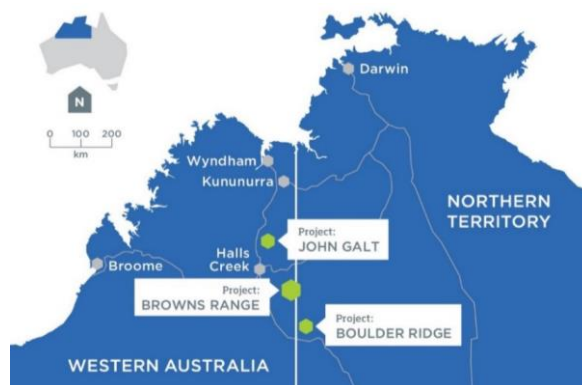 Darwin
N
0 100 200
km
Wyndham
Kununurra
NORTHERN
TERRITORY
Project:
JOHN GALT
Halls
Creek
Broome
Project:
BROWNS RANGE
Project:
BOULDER RIDGE
WESTERN AUSTRALIA